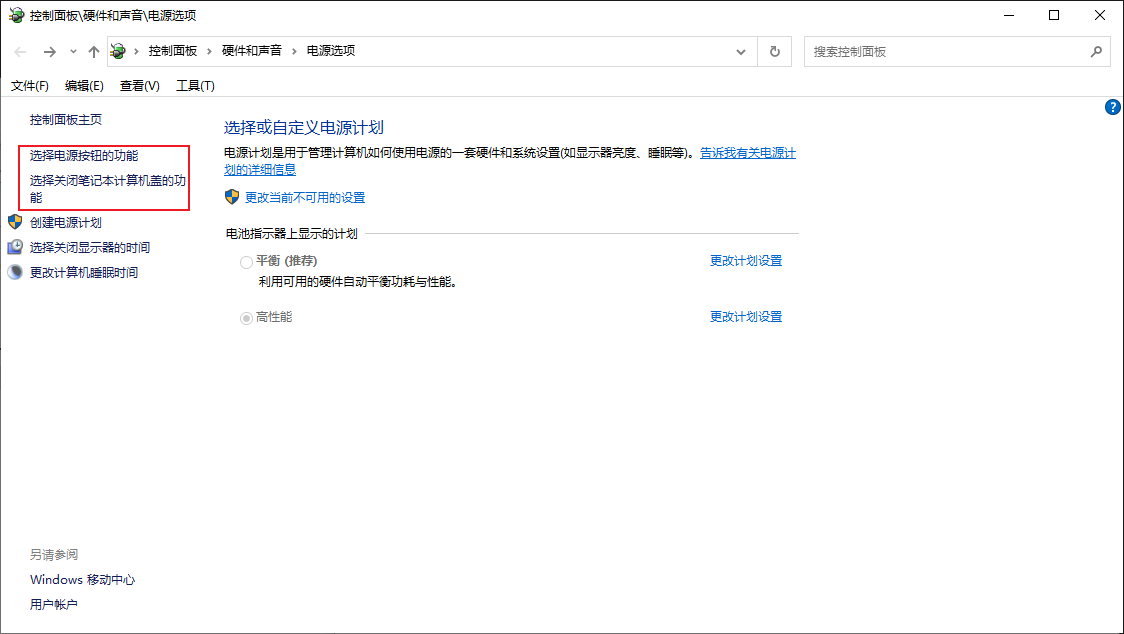 控制面板\硬件和声音\电源选项
控制面板 › 硬件和声音 › 电源选项
搜索控制面板
文件(F) 编辑(E) 查看(V) 工具(T)
?
控制面板主页
选择电源按钮的功能
选择关闭笔记本计算机盖的功
能
创建电源计划
选择关闭显示器的时间
更改计算机睡眠时间
选择或自定义电源计划
电源计划是用于管理计算机如何使用电源的一套硬件和系统设置(如显示器亮度、睡眠等)。告诉我有关电源计
划的详细信息
更改当前不可用的设置
电池指示器上显示的计划
平衡 (推荐) 更改计划设置
利用可用的硬件自动平衡功耗与性能。
高性能 更改计划设置
另请参阅
Windows 移动中心
用户帐户